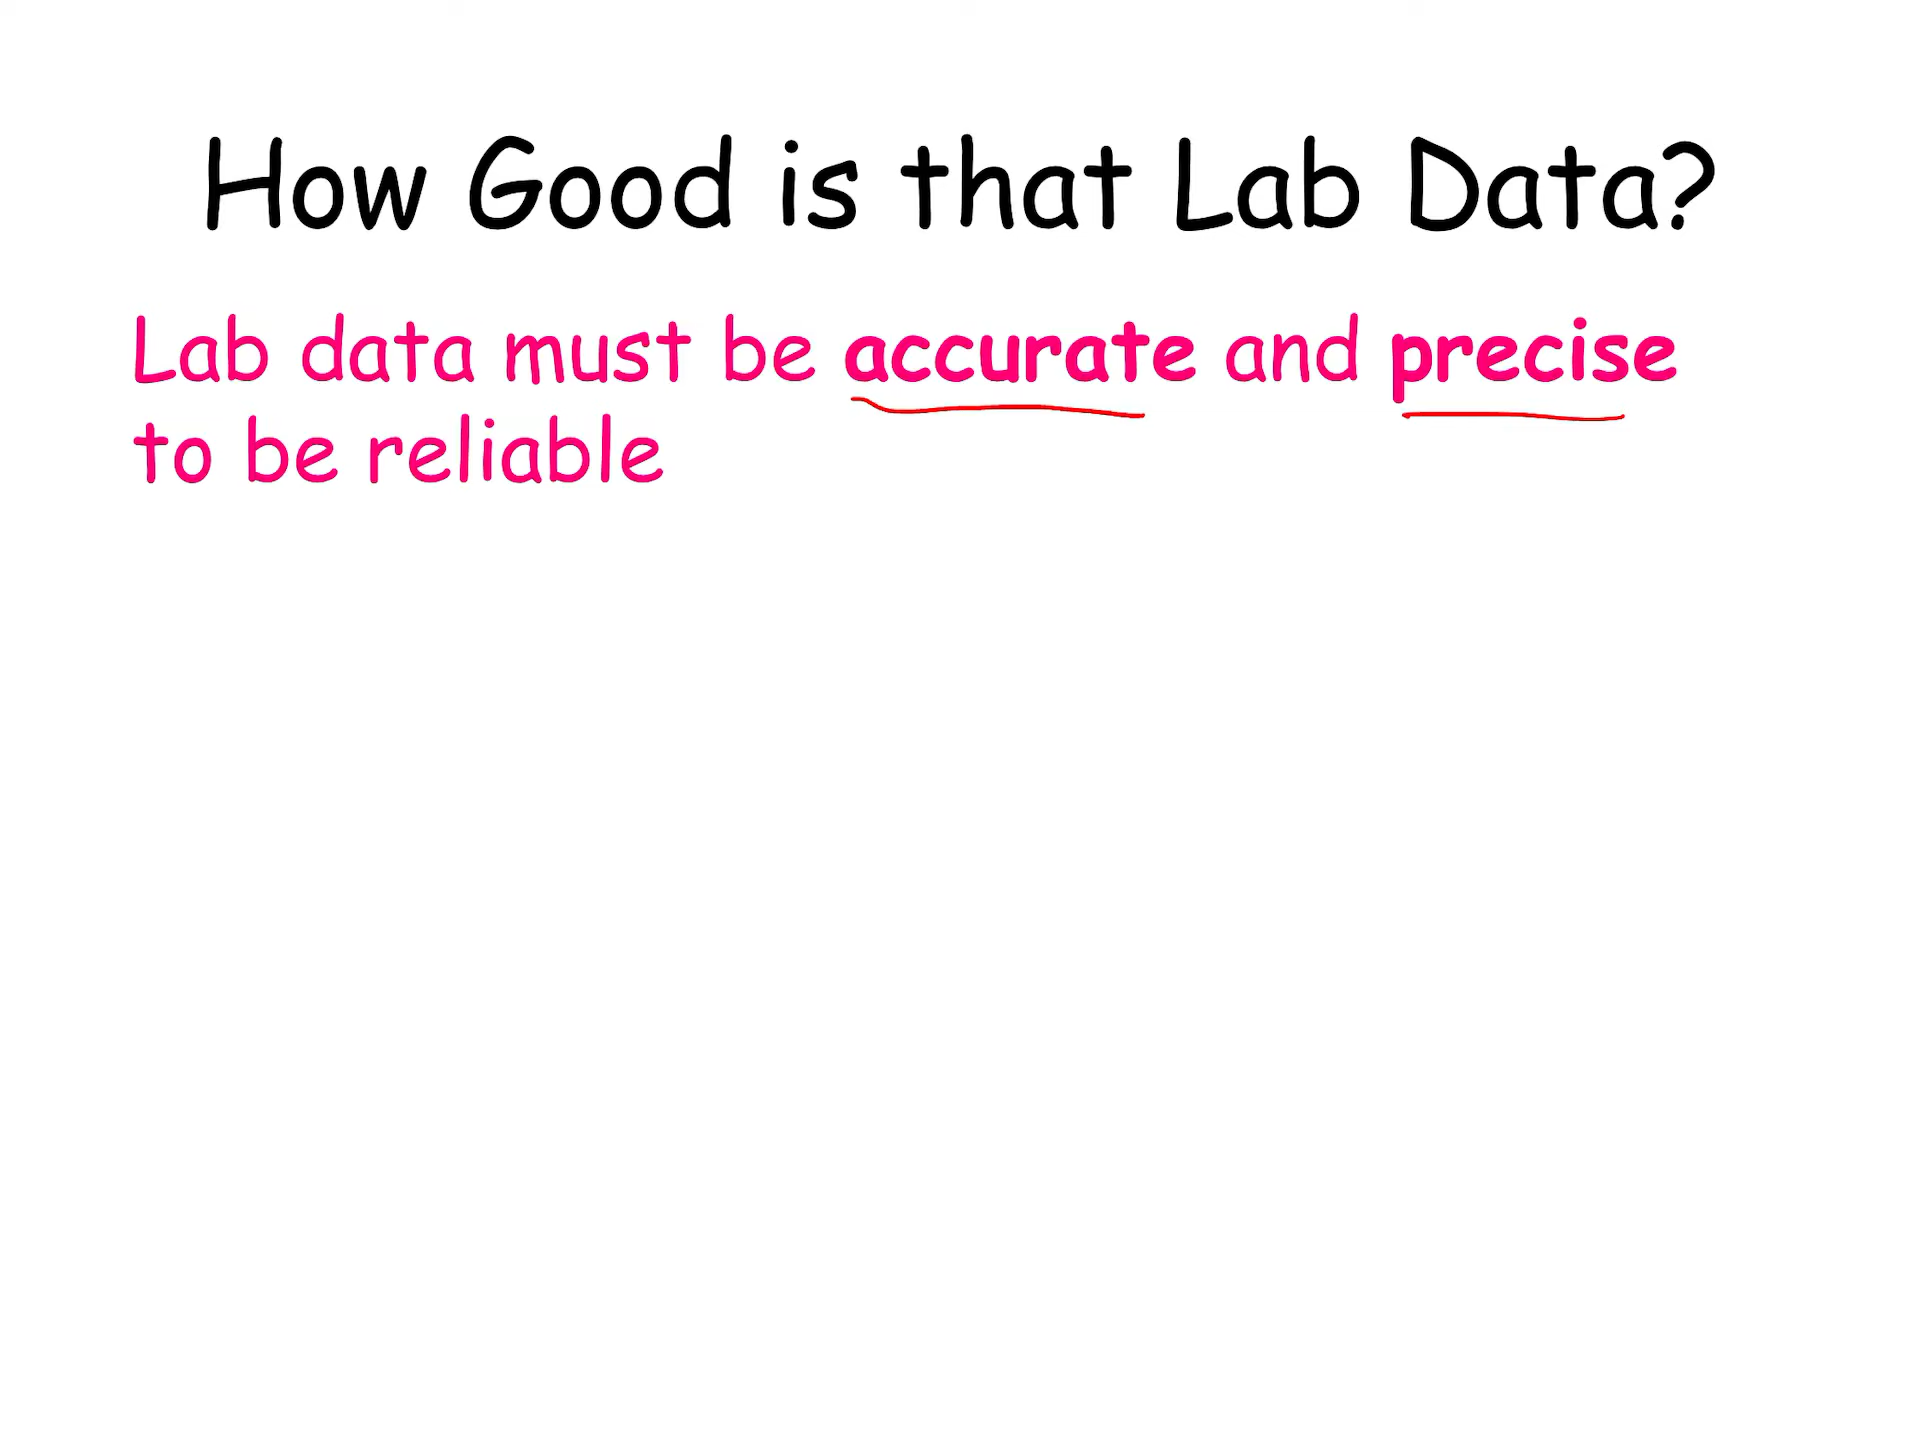 How Good is that Lab Data?
Lab data must be accurate and precise
to be reliable